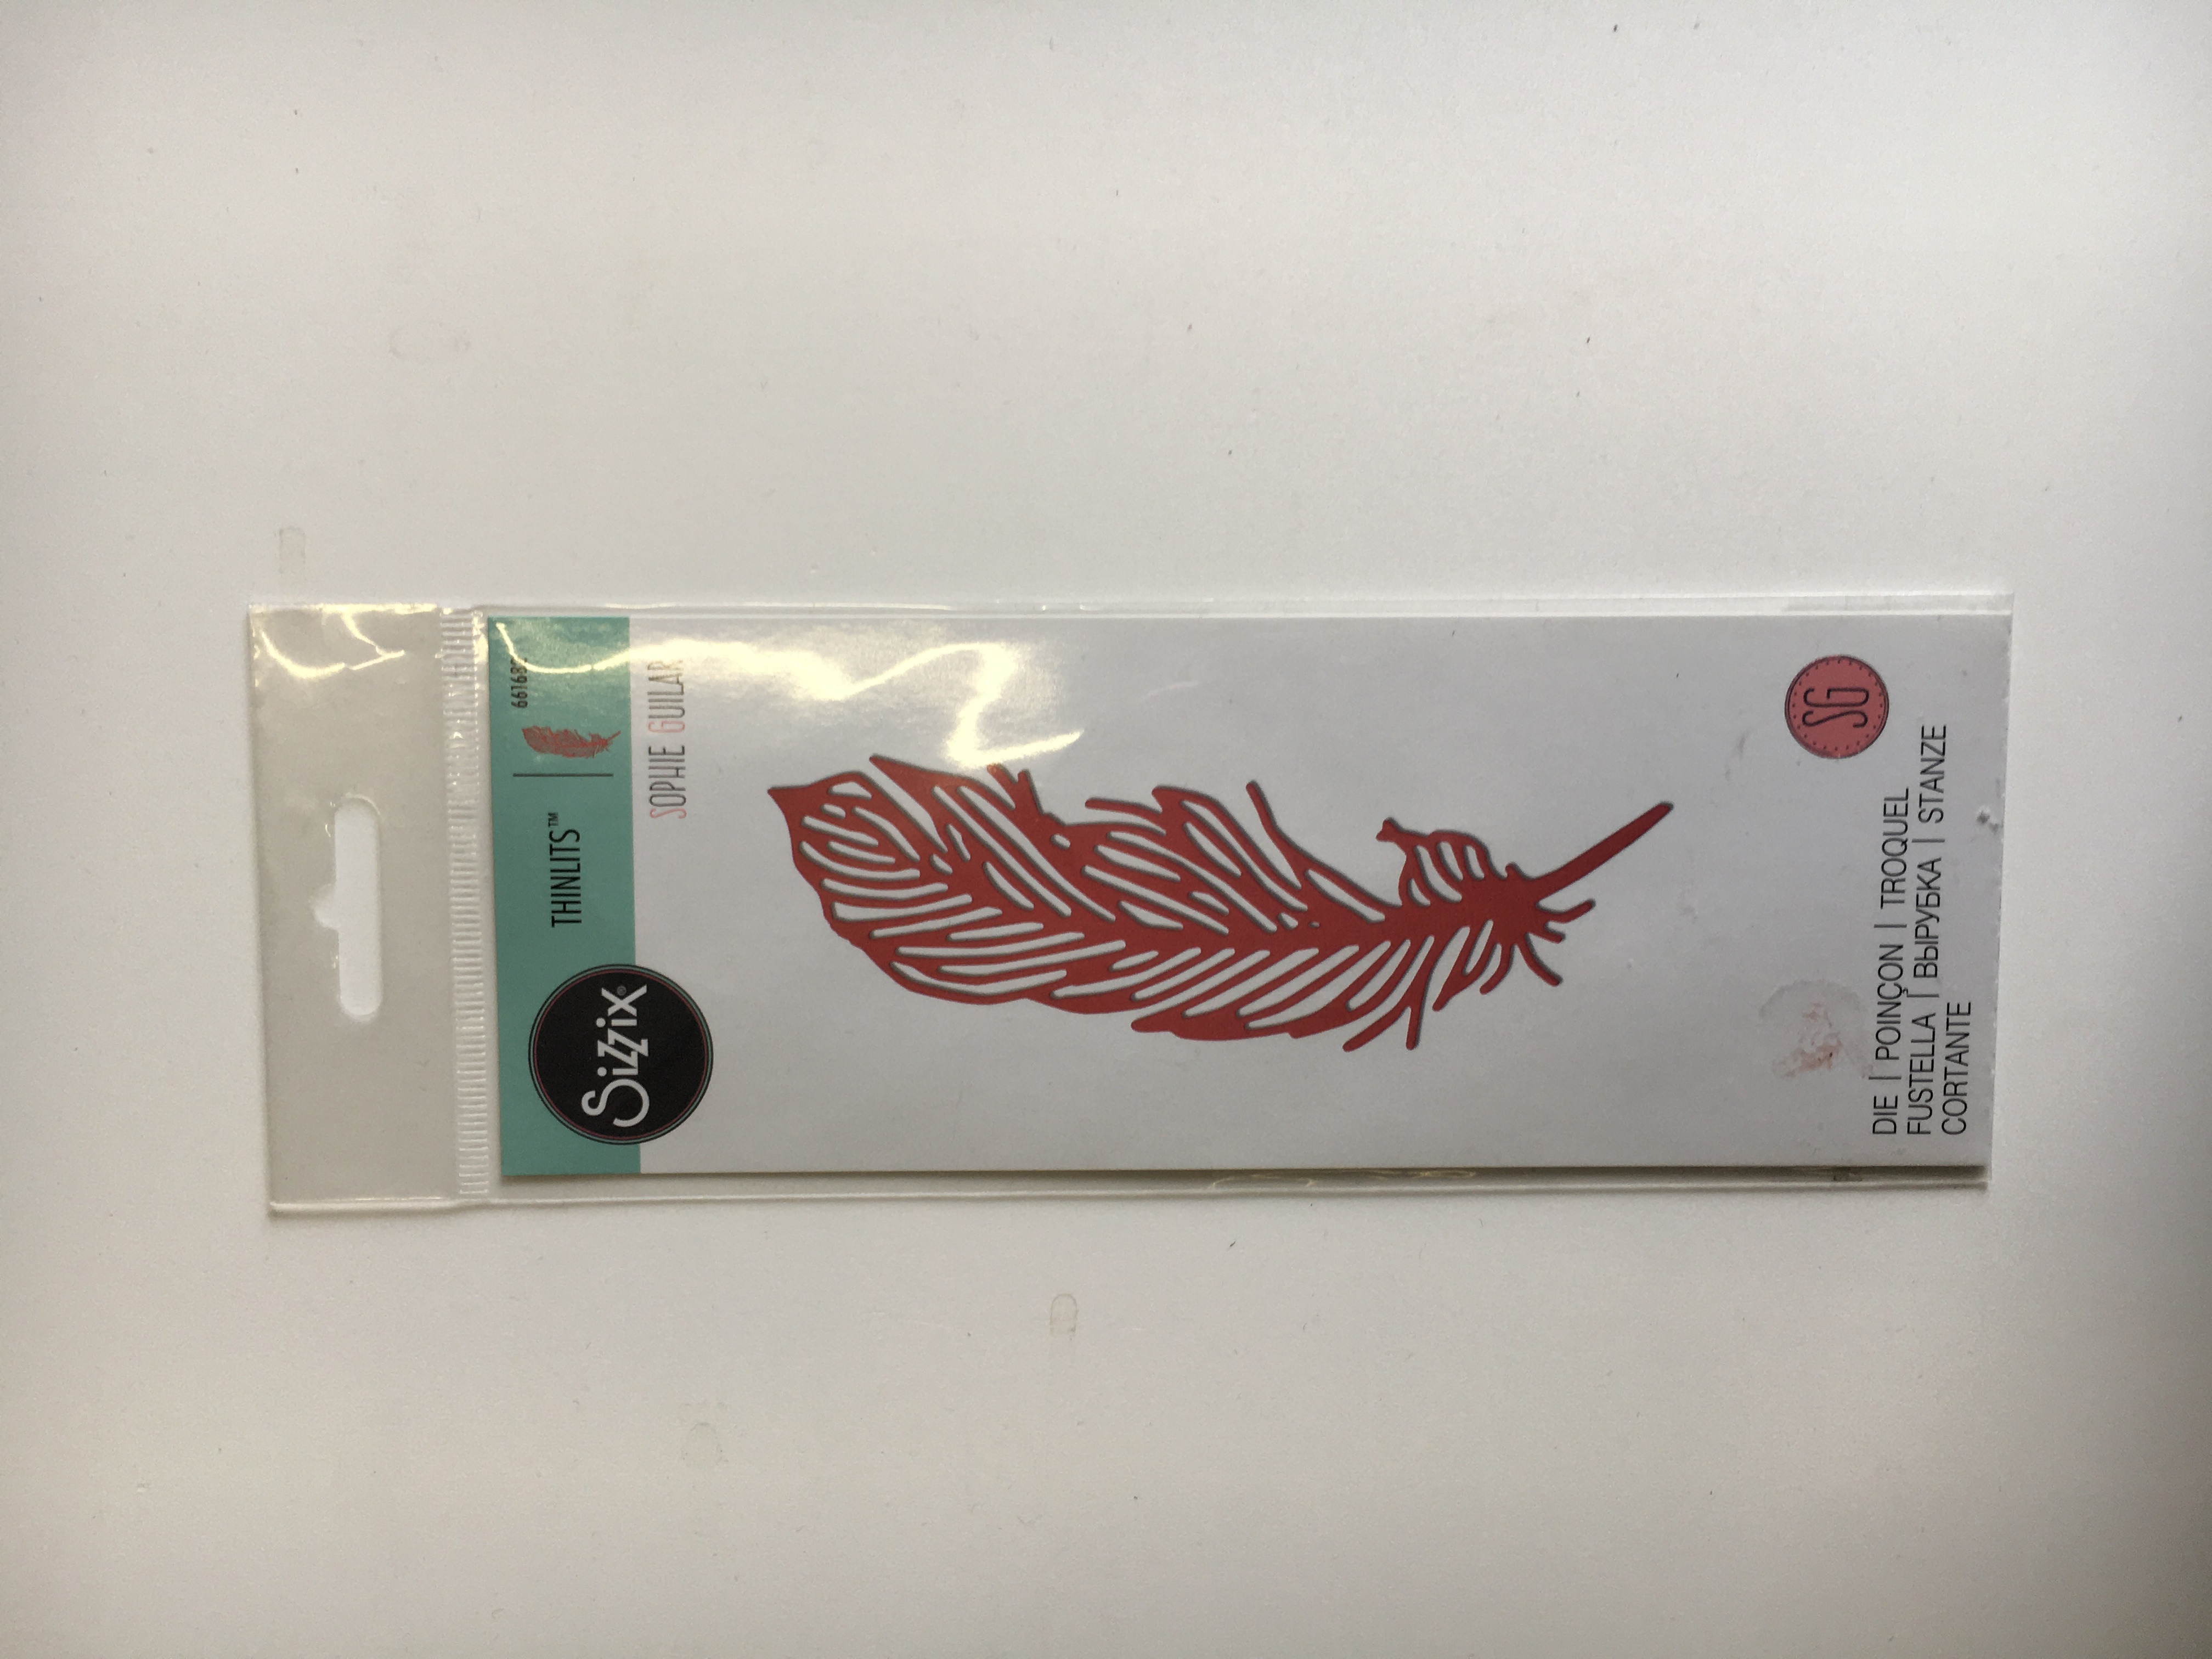 Sizzix®
THINLITS™
SOPHIE GUILAR
SG
DIE | POINÇON | TROQUEL
FUSTELLA | ВЫРУБКА | STANZE
CORTANTE